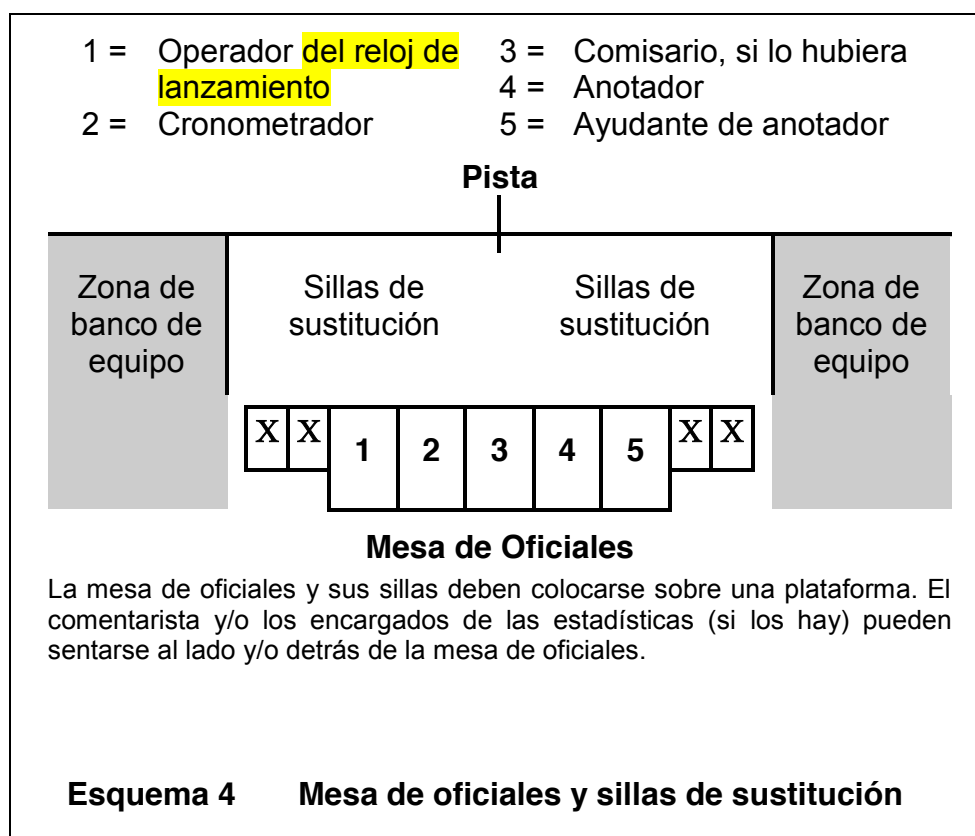 1 = Operador del reloj de lanzamiento
2 = Cronometrador
3 = Comisario, si lo hubiera
4 = Anotador
5 = Ayudante de anotador
Pista
Zona de
banco de
equipo
Sillas de
sustitución
Sillas de
sustitución
Zona de
banco de
equipo
X X 1 2 3 4 5 X X
Mesa de Oficiales
La mesa de oficiales y sus sillas deben colocarse sobre una plataforma. El
comentarista y/o los encargados de las estadísticas (si los hay) pueden
sentarse al lado y/o detrás de la mesa de oficiales.
Esquema 4 Mesa de oficiales y sillas de sustitución